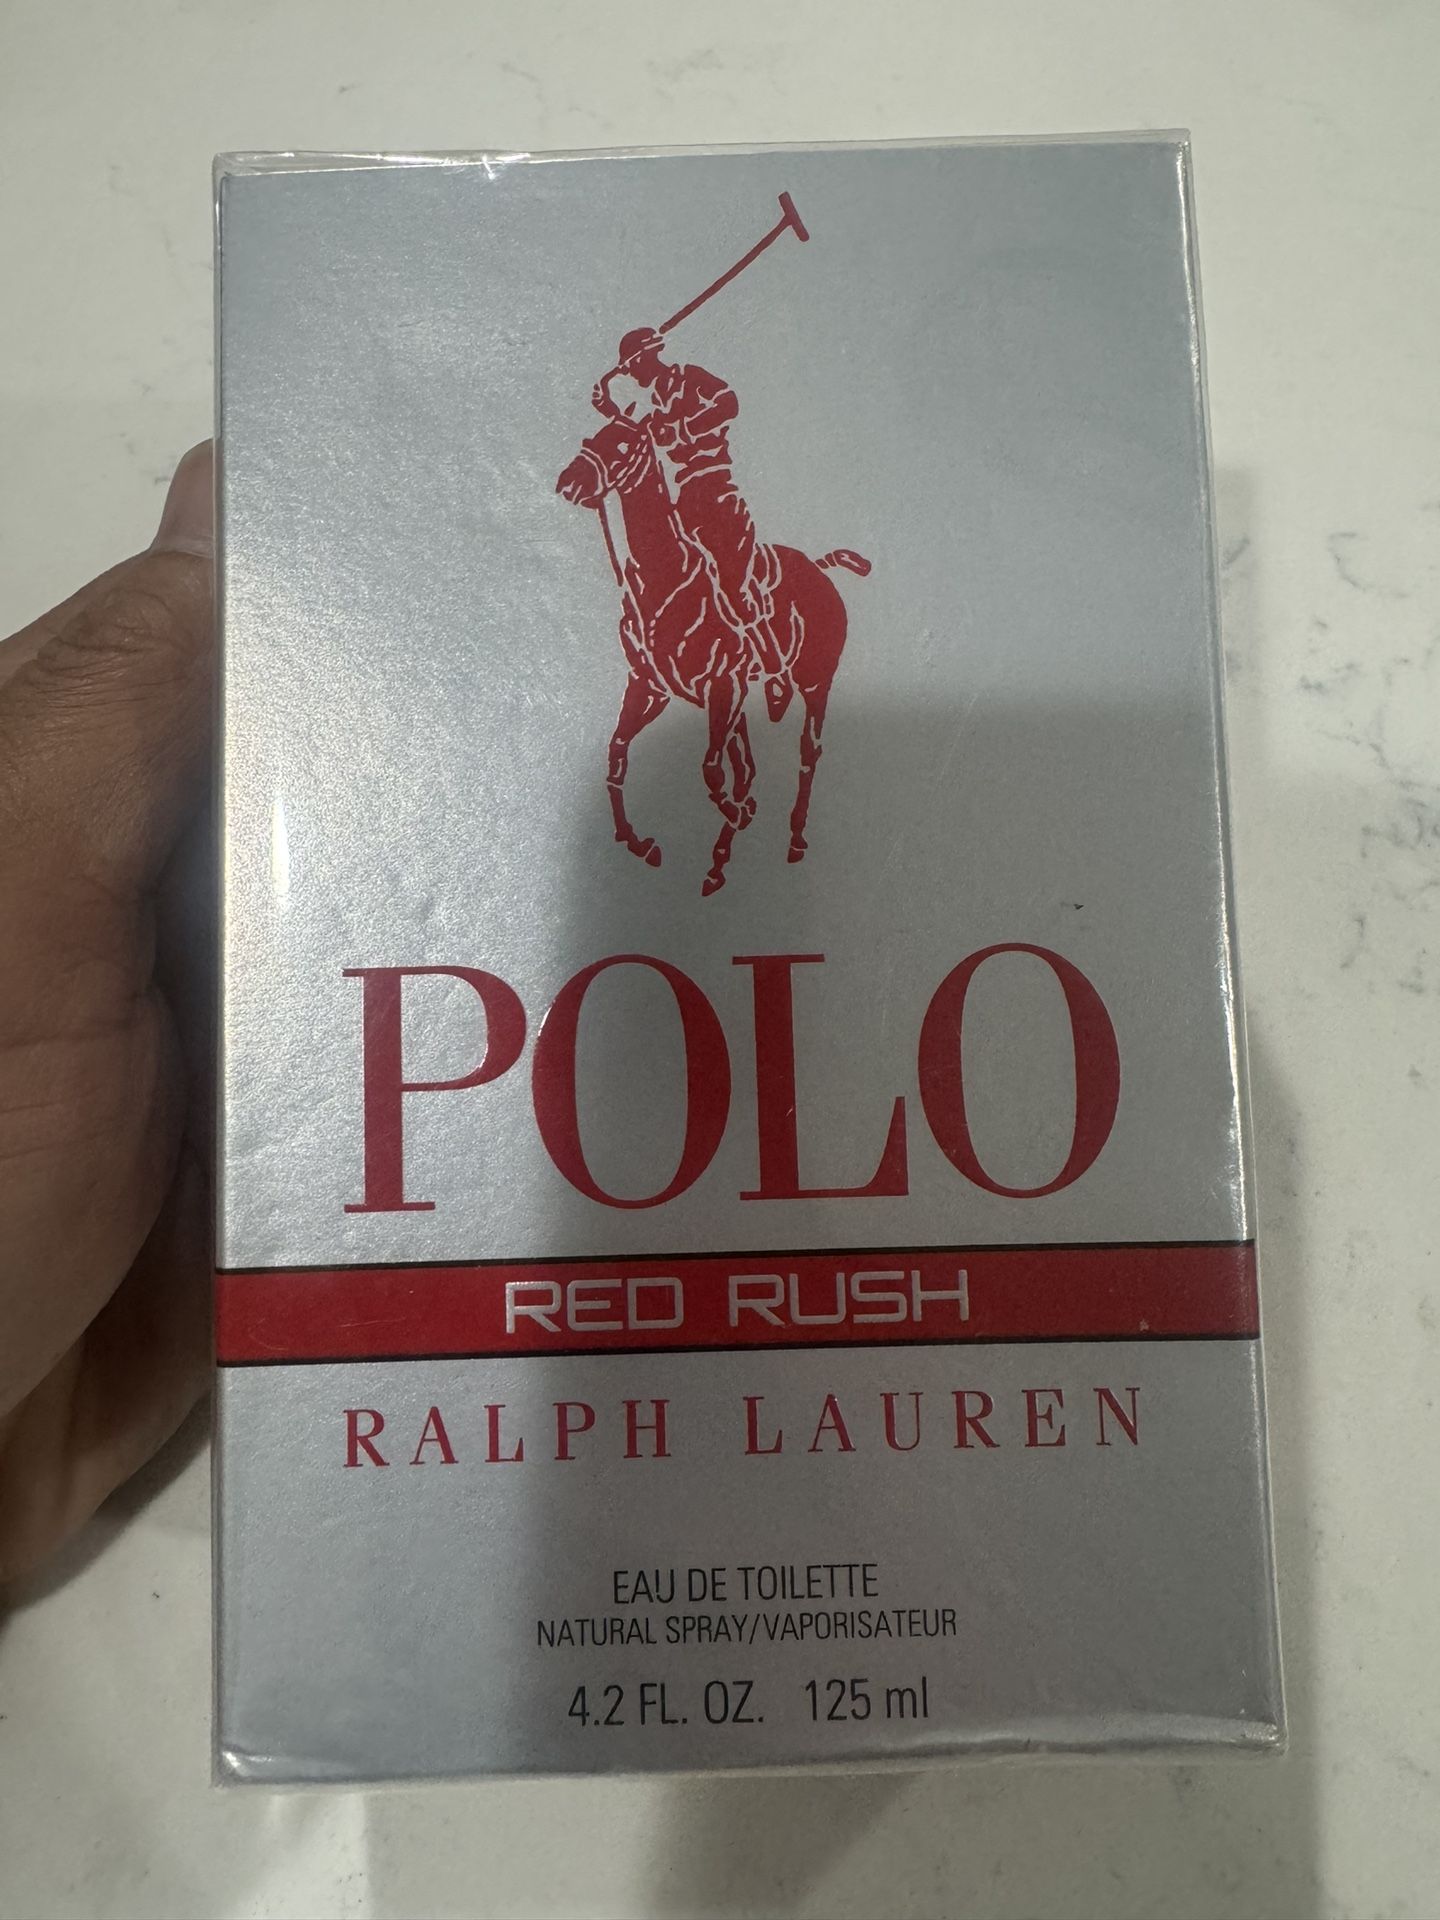 POLO
RED RUSH
RALPH LAUREN
EAU DE TOILETTE
NATURAL SPRAY/VAPORISATEUR
4.2 FL. OZ. 125 ml